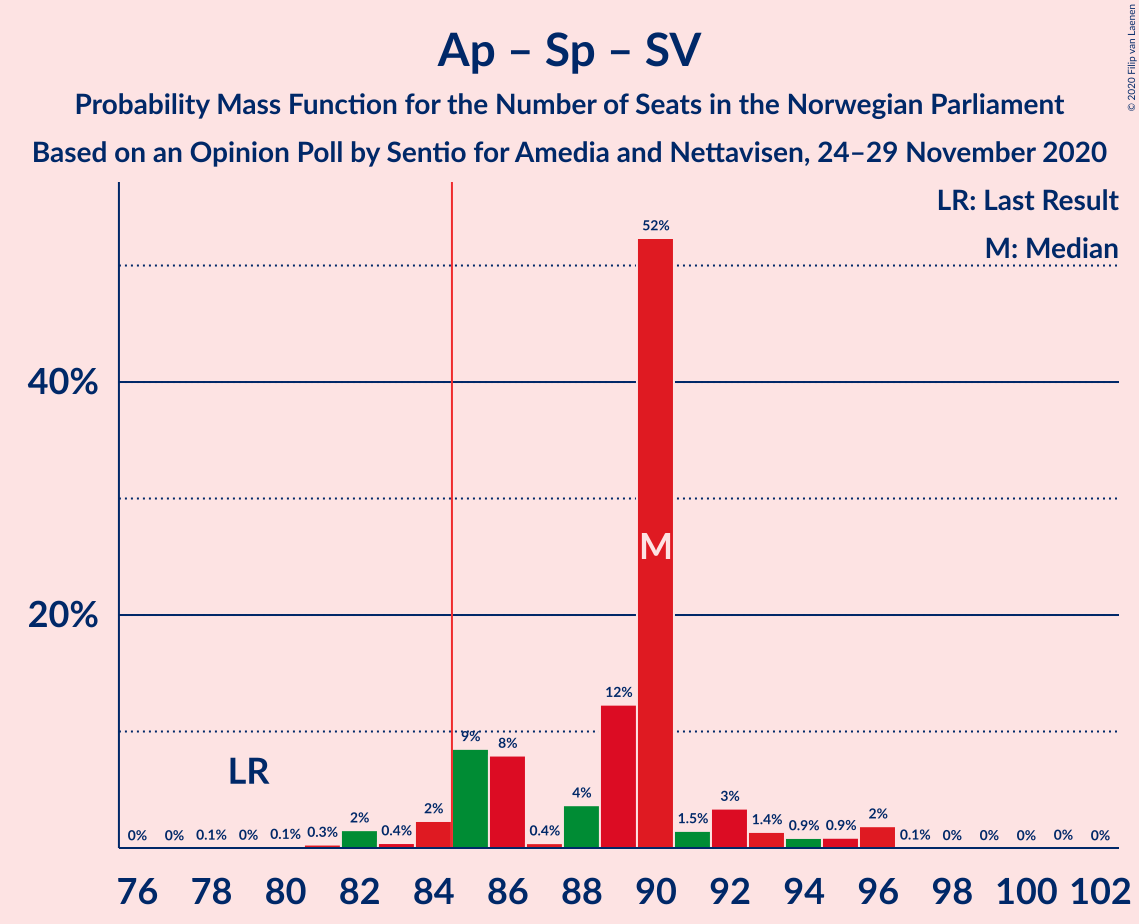 Ap – Sp – SV
Probability Mass Function for the Number of Seats in the Norwegian Parliament
Based on an Opinion Poll by Sentio for Amedia and Nettavisen, 24–29 November 2020
© 2020 Filip van Laenen
LR: Last Result
M: Median
40%
20%
0% 0% 0.1% 0% 0.1% 0.3% 2% 0.4% 2% 9% 8% 0.4% 4% 12% 52% 1.5% 3% 1.4% 0.9% 0.9% 2% 0.1% 0% 0% 0% 0% 0%
LR
M
76 78 80 82 84 86 88 90 92 94 96 98 100 102